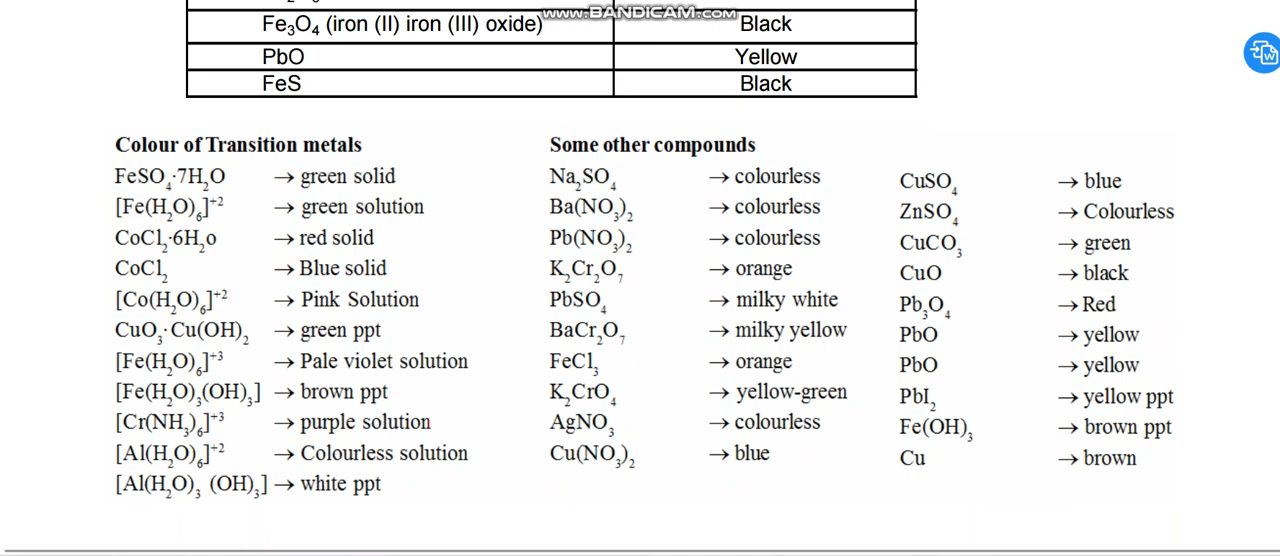 www.BANDICAM.com
Fe₃O₄ (iron (II) iron (III) oxide) Black
PbO Yellow
FeS Black
Colour of Transition metals
FeSO₄·7H₂O → green solid
[Fe(H₂O)₆]⁺² → green solution
CoCl₂·6H₂o → red solid
CoCl₂ → Blue solid
[Co(H₂O)₆]⁺² → Pink Solution
CuO₃·Cu(OH)₂ → green ppt
[Fe(H₂O)₆]⁺³ → Pale violet solution
[Fe(H₂O)₃(OH)₃] → brown ppt
[Cr(NH₃)₆]⁺³ → purple solution
[Al(H₂O)₆]⁺² → Colourless solution
[Al(H₂O)₃ (OH)₃] → white ppt
Some other compounds
Na₂SO₄ → colourless
Ba(NO₃)₂ → colourless
Pb(NO₃)₂ → colourless
K₂Cr₂O₇ → orange
PbSO₄ → milky white
BaCr₂O₇ → milky yellow
FeCl₃ → orange
K₂CrO₄ → yellow-green
AgNO₃ → colourless
Cu(NO₃)₂ → blue
CuSO₄ → blue
ZnSO₄ → Colourless
CuCO₃ → green
CuO → black
Pb₃O₄ → Red
PbO → yellow
PbO → yellow
PbI₂ → yellow ppt
Fe(OH)₃ → brown ppt
Cu → brown